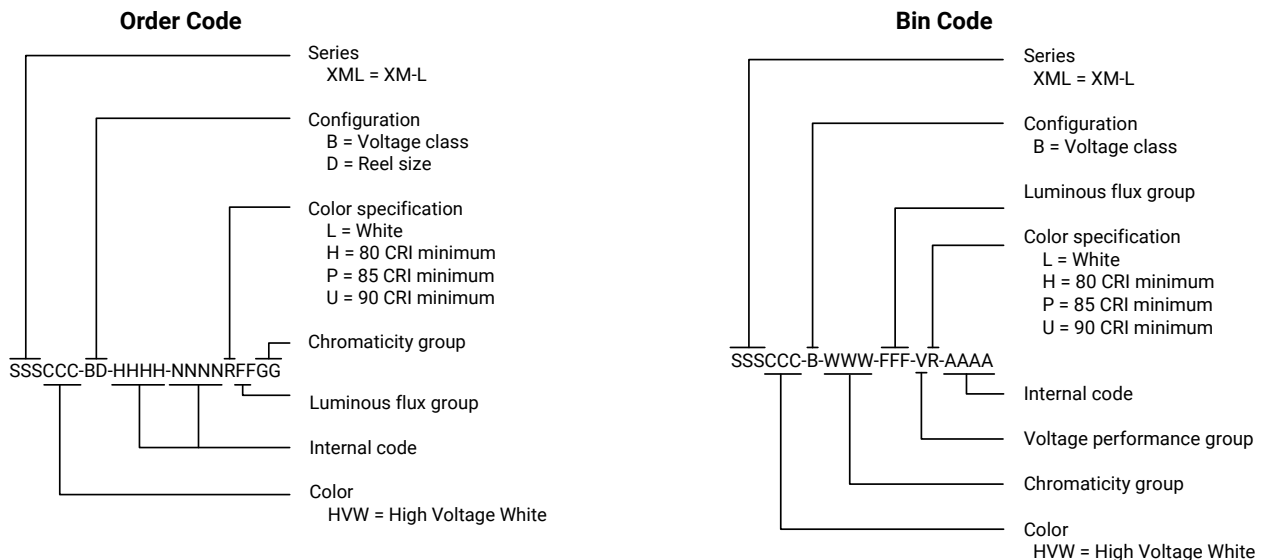 Order Code
Series
XML = XM-L
Configuration
B = Voltage class
D = Reel size
Color specification
L = White
H = 80 CRI minimum
P = 85 CRI minimum
U = 90 CRI minimum
Chromaticity group
SSSCCC-BD-HHHH-NNNNRFFGG
Luminous flux group
Internal code
Color
HVW = High Voltage White
Bin Code
Series
XML = XM-L
Configuration
B = Voltage class
Luminous flux group
Color specification
L = White
H = 80 CRI minimum
P = 85 CRI minimum
U = 90 CRI minimum
SSSCCC-B-WWW-FFF-VR-AAAA
Internal code
Voltage performance group
Chromaticity group
Color
HVW = High Voltage White